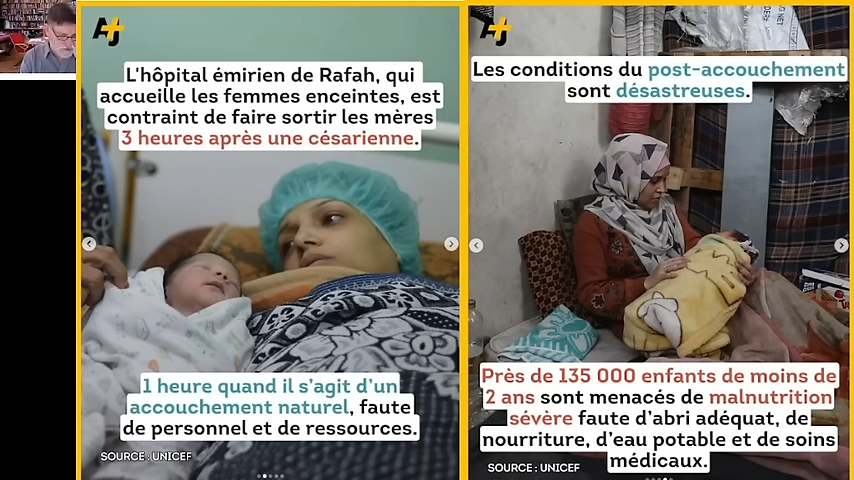 L'hôpital émirien de Rafah, qui
accueille les femmes enceintes, est
contraint de faire sortir les mères
3 heures après une césarienne.
1 heure quand il s'agit d'un
accouchement naturel, faute
de personnel et de ressources.
SOURCE : UNICEF
Les conditions du post-accouchement
sont désastreuses.
Près de 135 000 enfants de moins de
2 ans sont menacés de malnutrition
sévère faute d'abri adéquat, de
nourriture, d'eau potable et de soins
médicaux.
SOURCE : UNICEF